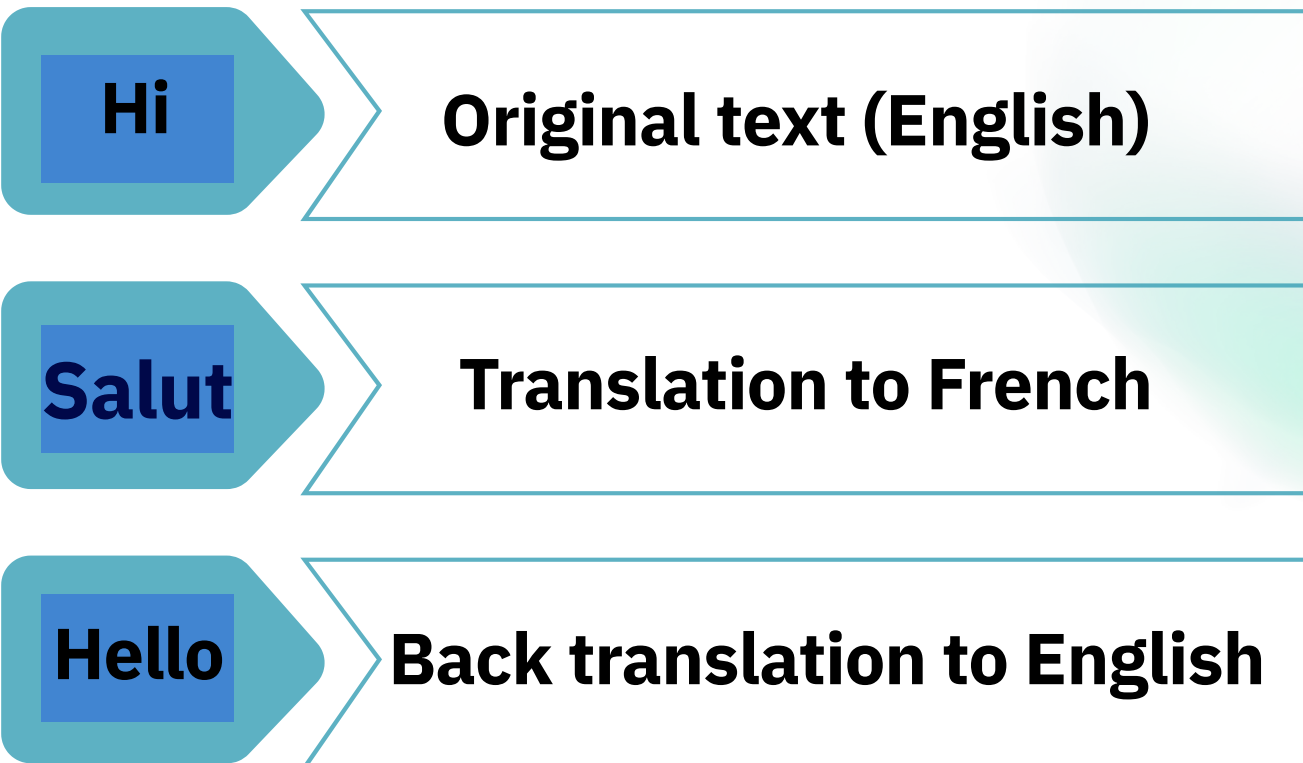 Hi
Original text (English)
Salut
Translation to French
Hello
Back translation to English